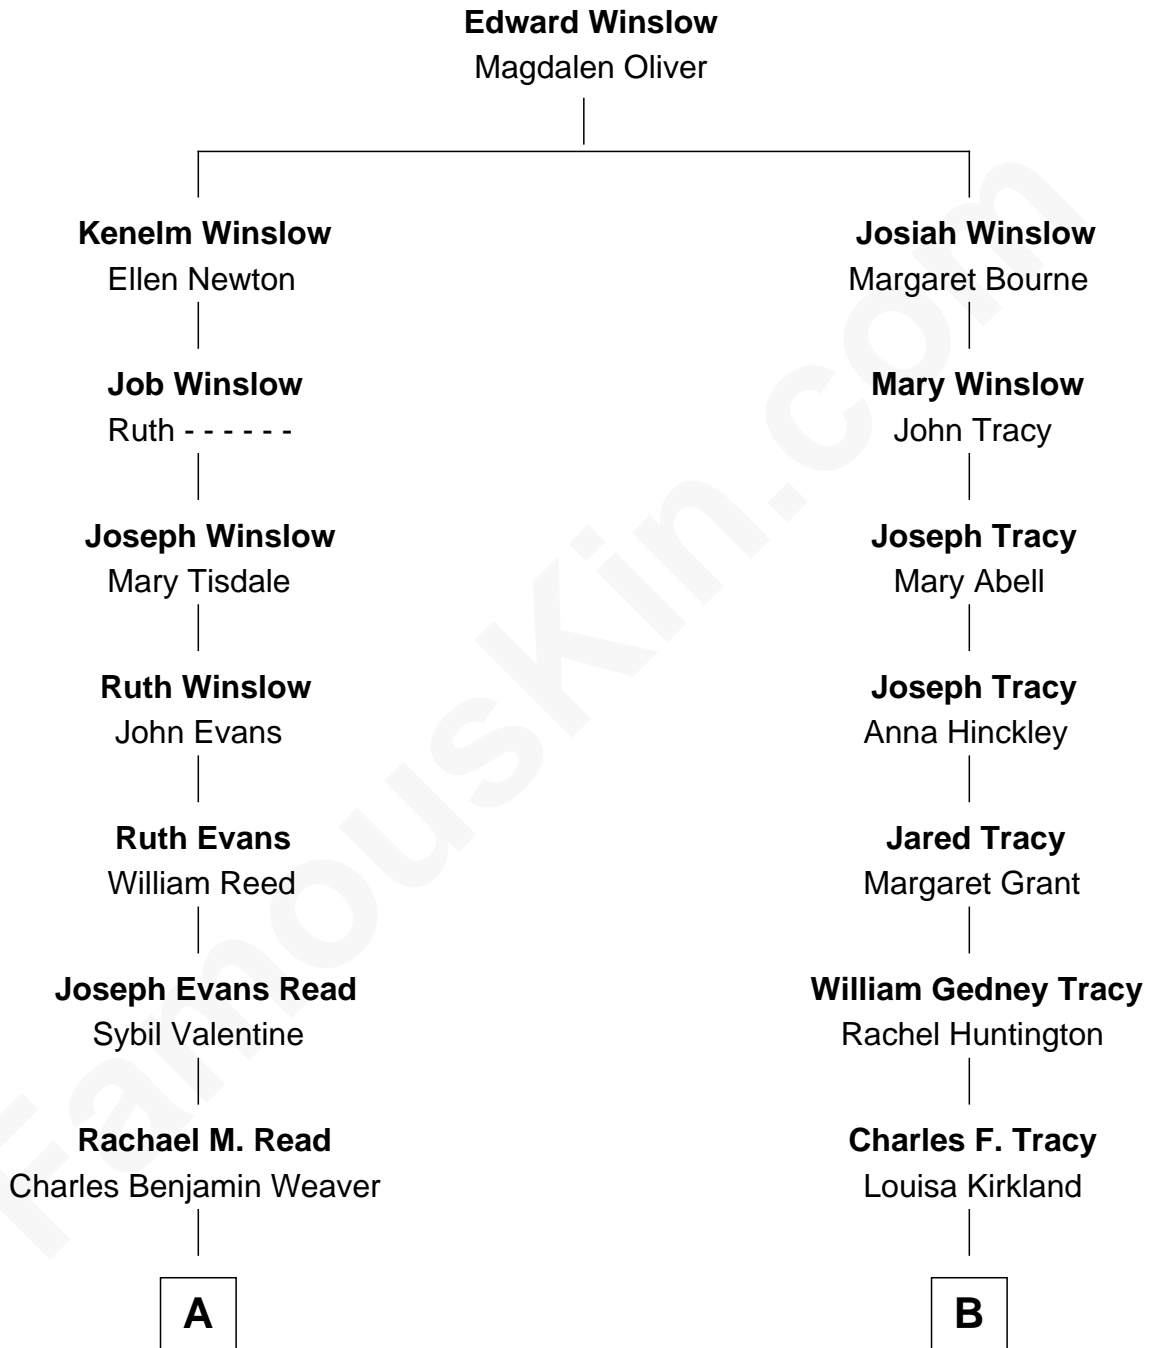 Edward Winslow
Magdalen Oliver
Kenelm Winslow
Ellen Newton
Josiah Winslow
Margaret Bourne
Job Winslow
Ruth - - - - - -
Mary Winslow
John Tracy
Joseph Winslow
Mary Tisdale
Joseph Tracy
Mary Abell
Ruth Winslow
John Evans
Joseph Tracy
Anna Hinckley
Ruth Evans
William Reed
Jared Tracy
Margaret Grant
Joseph Evans Read
Sybil Valentine
William Gedney Tracy
Rachel Huntington
Rachael M. Read
Charles Benjamin Weaver
Charles F. Tracy
Louisa Kirkland
A
B
FamousKin.com